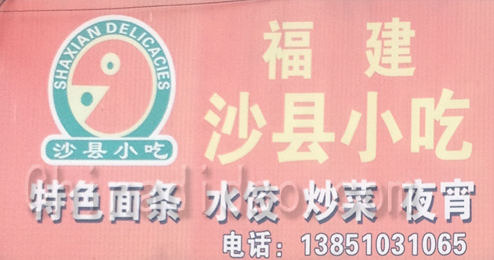 SHAXIAN DELICACIES
沙县小吃
福建
沙县小吃
特色面条 水饺 炒菜 夜宵
电话：13851031065